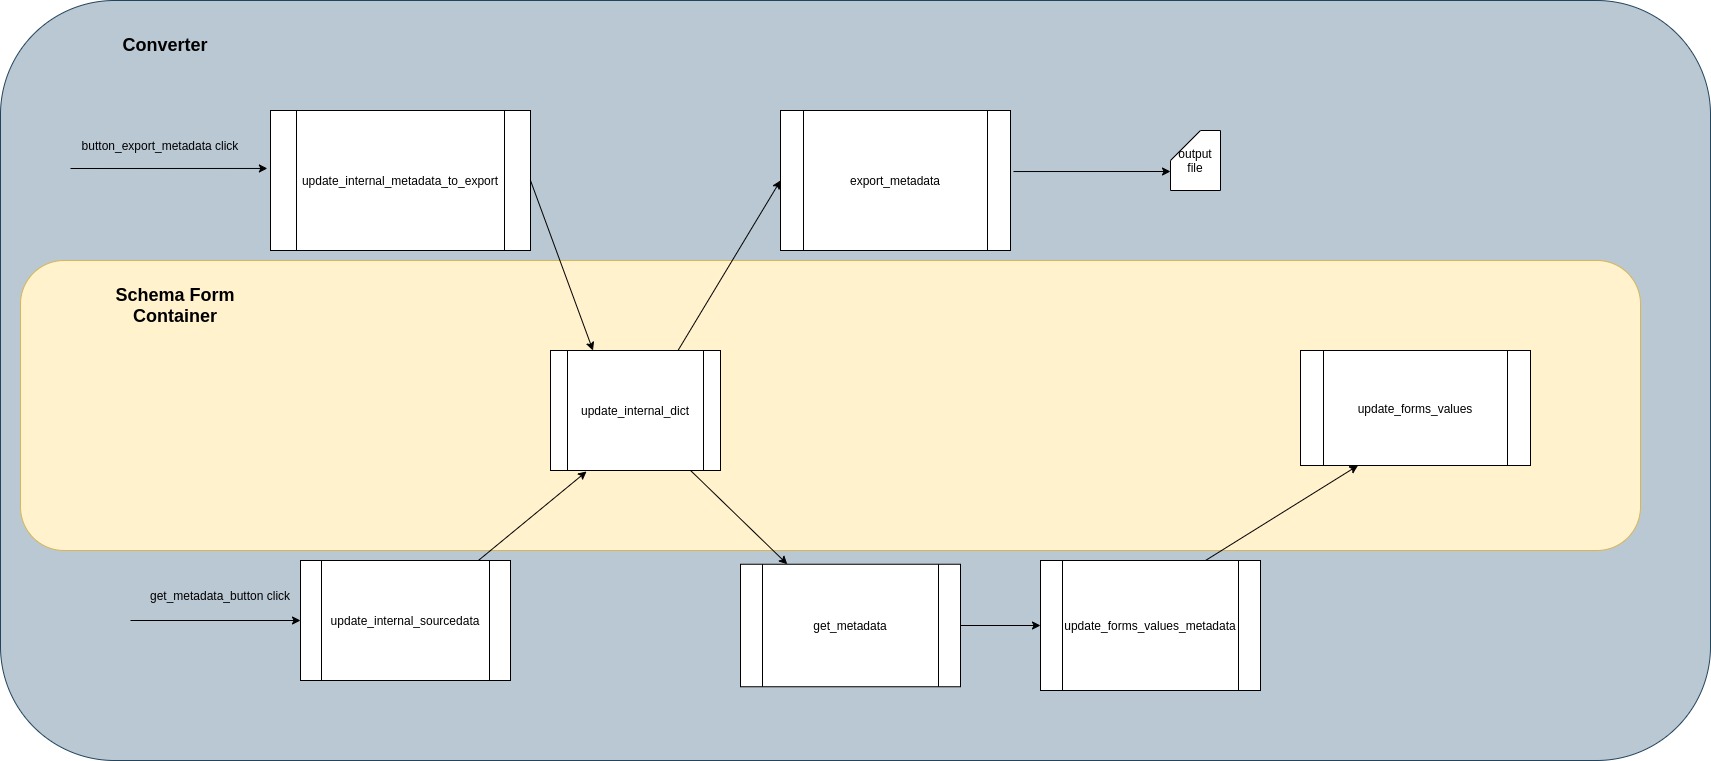 Converter
button_export_metadata click
update_internal_metadata_to_export
export_metadata
output
file
Schema Form
Container
update_internal_dict
update_forms_values
get_metadata_button click
update_internal_sourcedata
get_metadata
update_forms_values_metadata